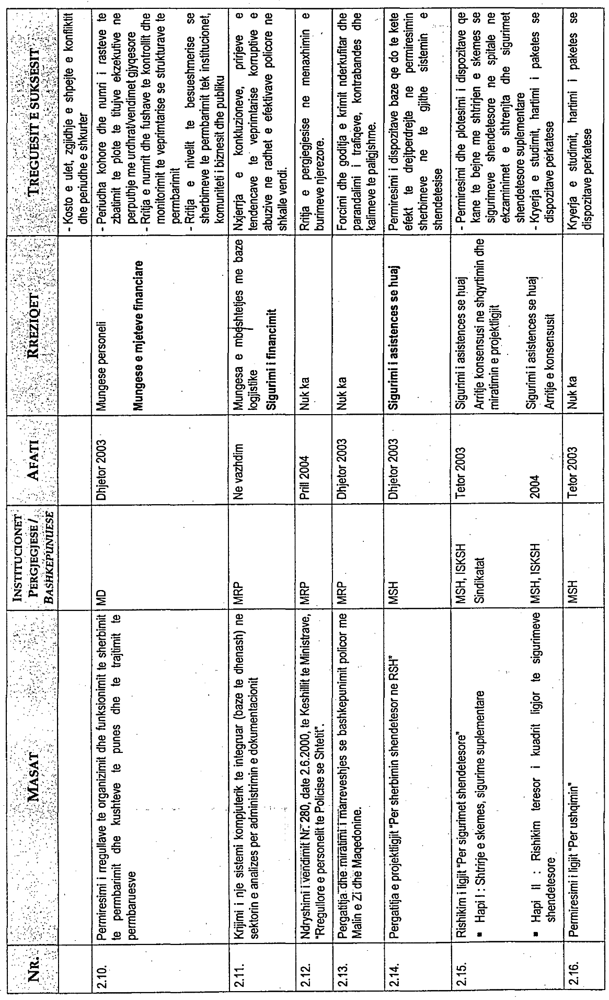 NR.
MASAT
INSTITUCIONET
PERGJEGJESE /
BASHKEPUNUESE
AFATI
RREZIQET
TREGUESIT E SUKSESIT
- Kosto e ulet, zgjidhje e shpejte e konfliktit
dhe periudhe e shkurter
2.10.
Permiresimi i rregullave te organizimit dhe funksionimit te sherbimit
te permbarimit dhe kushteve te punes dhe te trajtimit te
permbaruesve
MD
Dhjetor 2003
Mungese personeli
Mungese e mjeteve financiare
- Periudha kohore dhe numri i rasteve te
zbatimit te plote te titujve ekzekutive ne
perputhje me urdhrat/vendimet gjyqesore
- Rritja e numrit dhe fushave te kontrollit dhe
monitorimit te veprimtarise se strukturave te
permbarimit
- Rritja e nivelit te besueshmerise se
sherbimeve te permbarimit tek institucionet,
komuniteti i biznesit dhe publiku
2.11.
Krijimi i nje sistemi kompjuterik te integruar (baze te dhenash) ne
sektorin e analizes per administrimin e dokumentacionit
MRP
Ne vazhdim
Mungesa e mbeshtetjes me baze
logjistike
Sigurimi i financimit
Nxjerrja e konkluzioneve, prirjeve e
tendencave te veprimtarise korruptive e
abuzive ne radhet e efektivave policore ne
shkalle vendi.
2.12.
Ndryshimi i vendimit Nr. 280, date 2.6.2000, te Keshillit te Ministrave,
"Rregullore e personelit te Policise se Shtetit".
MRP
Prill 2004
Nuk ka
Rritja e pergjegjesise ne menaxhimin e
burimeve njerezore.
2.13.
Pergatitja dhe miratimi i marreveshjes se bashkepunimit policor me
Malin e Zi dhe Maqedonine.
MRP
Dhjetor 2003
Nuk ka
Forcimi dhe goditja e krimit nderkufitar dhe
parandalimi i trafiqeve, kontrabandes dhe
kalimeve te paligjshme.
2.14.
Pergatitja e projektligjit "Per sherbimin shendetesor ne RSH"
MSH
Dhjetor 2003
Sigurimi i asistences se huaj
Permiresimi i dispozitave baze qe do te kete
efekt te drejtperdrejte ne permiresimin
sherbimeve ne te gjithe sistemin e
shendetesise
2.15.
Rishikim i ligjit "Per sigurimet shendetesore"
▪ Hapi I : Shtrirje e skemes, sigurime suplementare
MSH, ISKSH
Sindikatat
Tetor 2003
Sigurimi i asistences se huaj
Arritje konsensusi ne shqyrtimin dhe
miratimin e projektligjit
- Permiresimi dhe plotesimi i dispozitave qe
kane te bejne me shtrirjen e skemes se
sigurimeve shendetesore ne spitale ne
ekzaminimet e shtrenjta dhe sigurimet
shendetesore suplementare
▪ Hapi II : Rishikim teresor i kuadrit ligjor te sigurimeve
shendetesore
MSH, ISKSH
2004
Sigurimi i asistences se huaj
Arritje e konsensusit
- Kryerja e studimit, hartimi i paketes se
dispozitave perkatese
2.16.
Permiresimi i ligjit "Per ushqimin"
MSH
Tetor 2003
Nuk ka
Kryerja e studimit, hartimi i paketes se
dispozitave perkatese